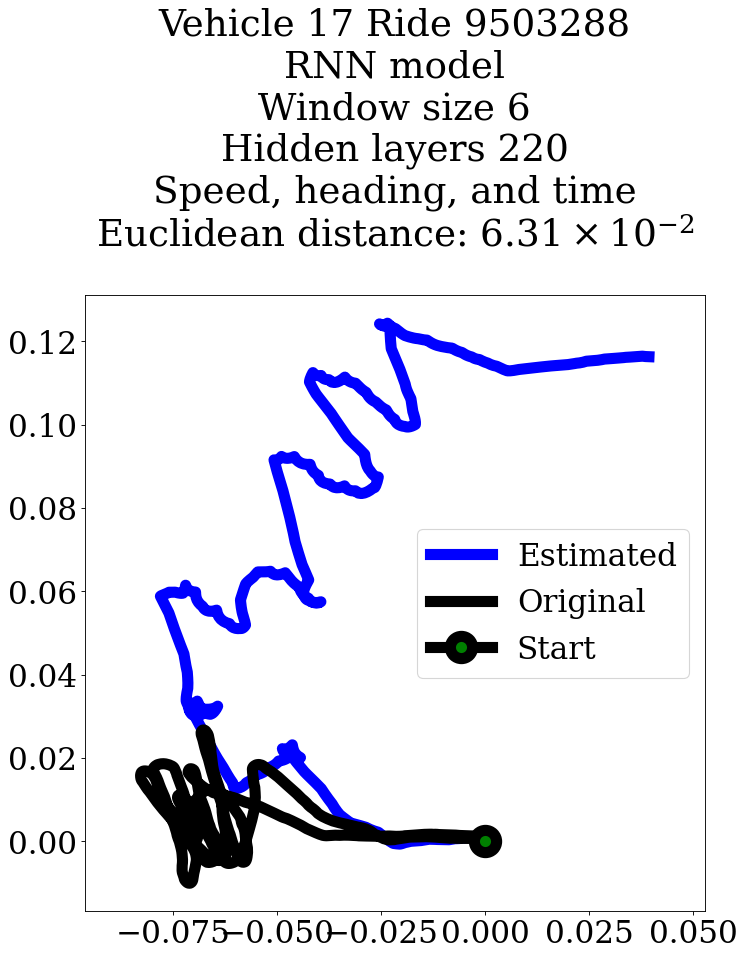 Vehicle 17 Ride 9503288
RNN model
Window size 6
Hidden layers 220
Speed, heading, and time
Euclidean distance: 6.31 × 10⁻²
0.12
0.10
0.08
0.06
0.04
0.02
0.00
Estimated
Original
Start
−0.075 −0.050 −0.025 0.000 0.025 0.050